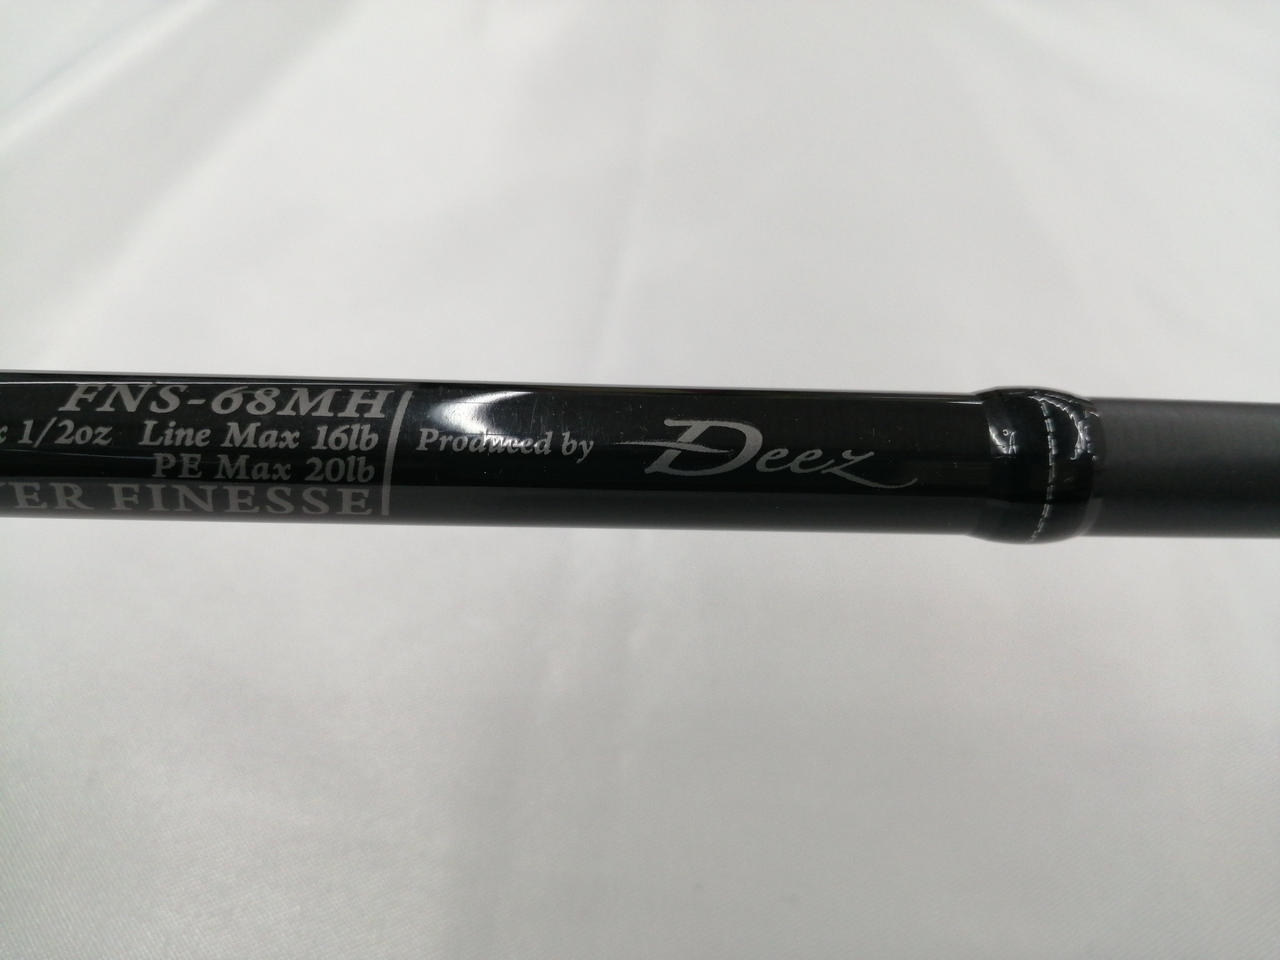 FNS-68MH
1/2oz Line Max 16lb
PE Max 20lb
FINESSE
Produced by Deez